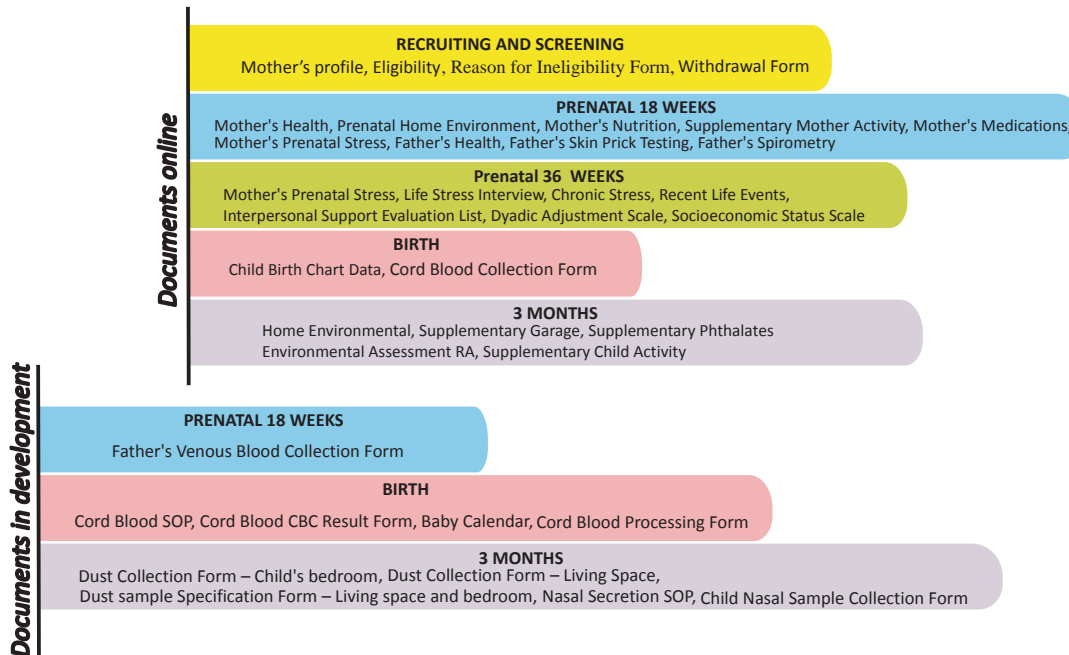 Documents online
RECRUITING AND SCREENING
Mother's profile, Eligibility, Reason for Ineligibility Form, Withdrawal Form
PRENATAL 18 WEEKS
Mother's Health, Prenatal Home Environment, Mother's Nutrition, Supplementary Mother Activity, Mother's Medications,
Mother's Prenatal Stress, Father's Health, Father's Skin Prick Testing, Father's Spirometry
Prenatal 36 WEEKS
Mother's Prenatal Stress, Life Stress Interview, Chronic Stress, Recent Life Events,
Interpersonal Support Evaluation List, Dyadic Adjustment Scale, Socioeconomic Status Scale
BIRTH
Child Birth Chart Data, Cord Blood Collection Form
3 MONTHS
Home Environmental, Supplementary Garage, Supplementary Phthalates
Environmental Assessment RA, Supplementary Child Activity
Documents in development
PRENATAL 18 WEEKS
Father's Venous Blood Collection Form
BIRTH
Cord Blood SOP, Cord Blood CBC Result Form, Baby Calendar, Cord Blood Processing Form
3 MONTHS
Dust Collection Form – Child's bedroom, Dust Collection Form – Living Space,
Dust sample Specification Form – Living space and bedroom, Nasal Secretion SOP, Child Nasal Sample Collection Form